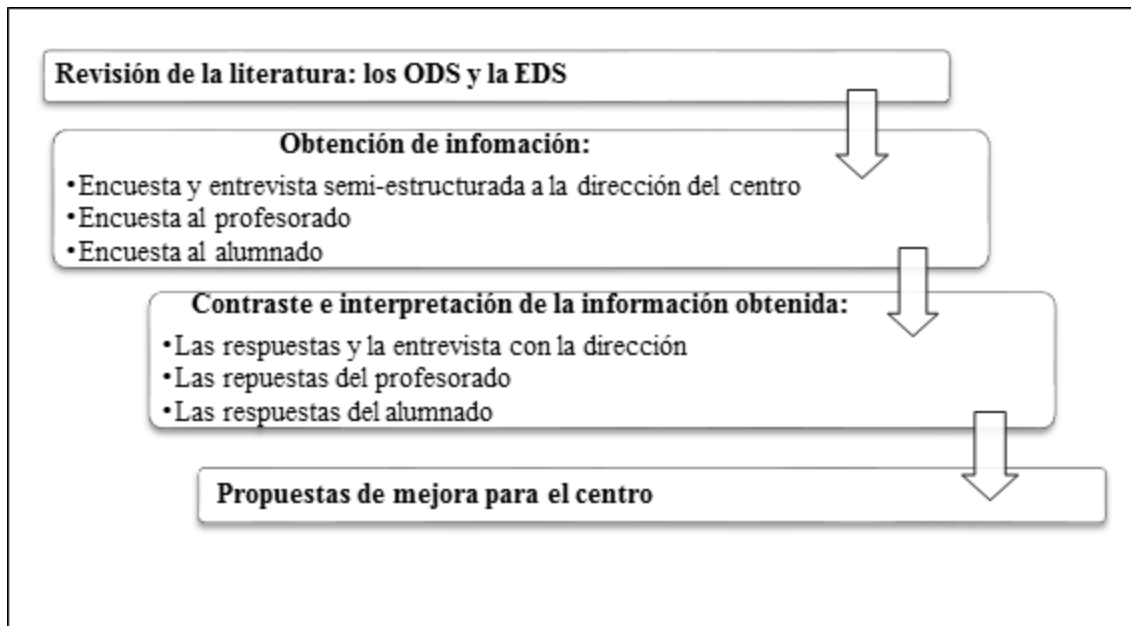 Revisión de la literatura: los ODS y la EDS
Obtención de infomación:
•Encuesta y entrevista semi-estructurada a la dirección del centro
•Encuesta al profesorado
•Encuesta al alumnado
Contraste e interpretación de la información obtenida:
•Las respuestas y la entrevista con la dirección
•Las repuestas del profesorado
•Las respuestas del alumnado
Propuestas de mejora para el centro